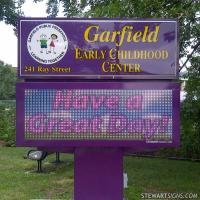 Garfield
EARLY CHILDHOOD
CENTER
241 Ray Street
Have a
Great Day!
STEWARTSIGNS.COM